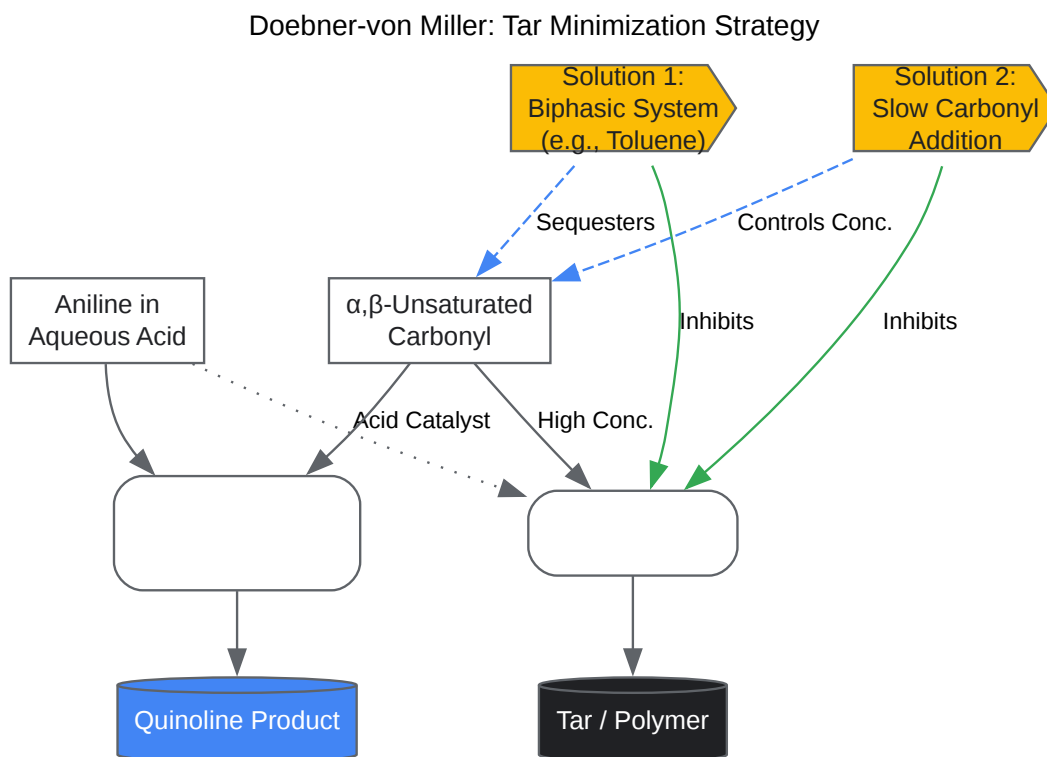 Doebner-von Miller: Tar Minimization Strategy
Solution 1:
Biphasic System
(e.g., Toluene)
Solution 2:
Slow Carbonyl
Addition
Sequesters
Controls Conc.
Aniline in
Aqueous Acid
α,β-Unsaturated
Carbonyl
Inhibits
Inhibits
Acid Catalyst
High Conc.
Quinoline Product
Tar / Polymer